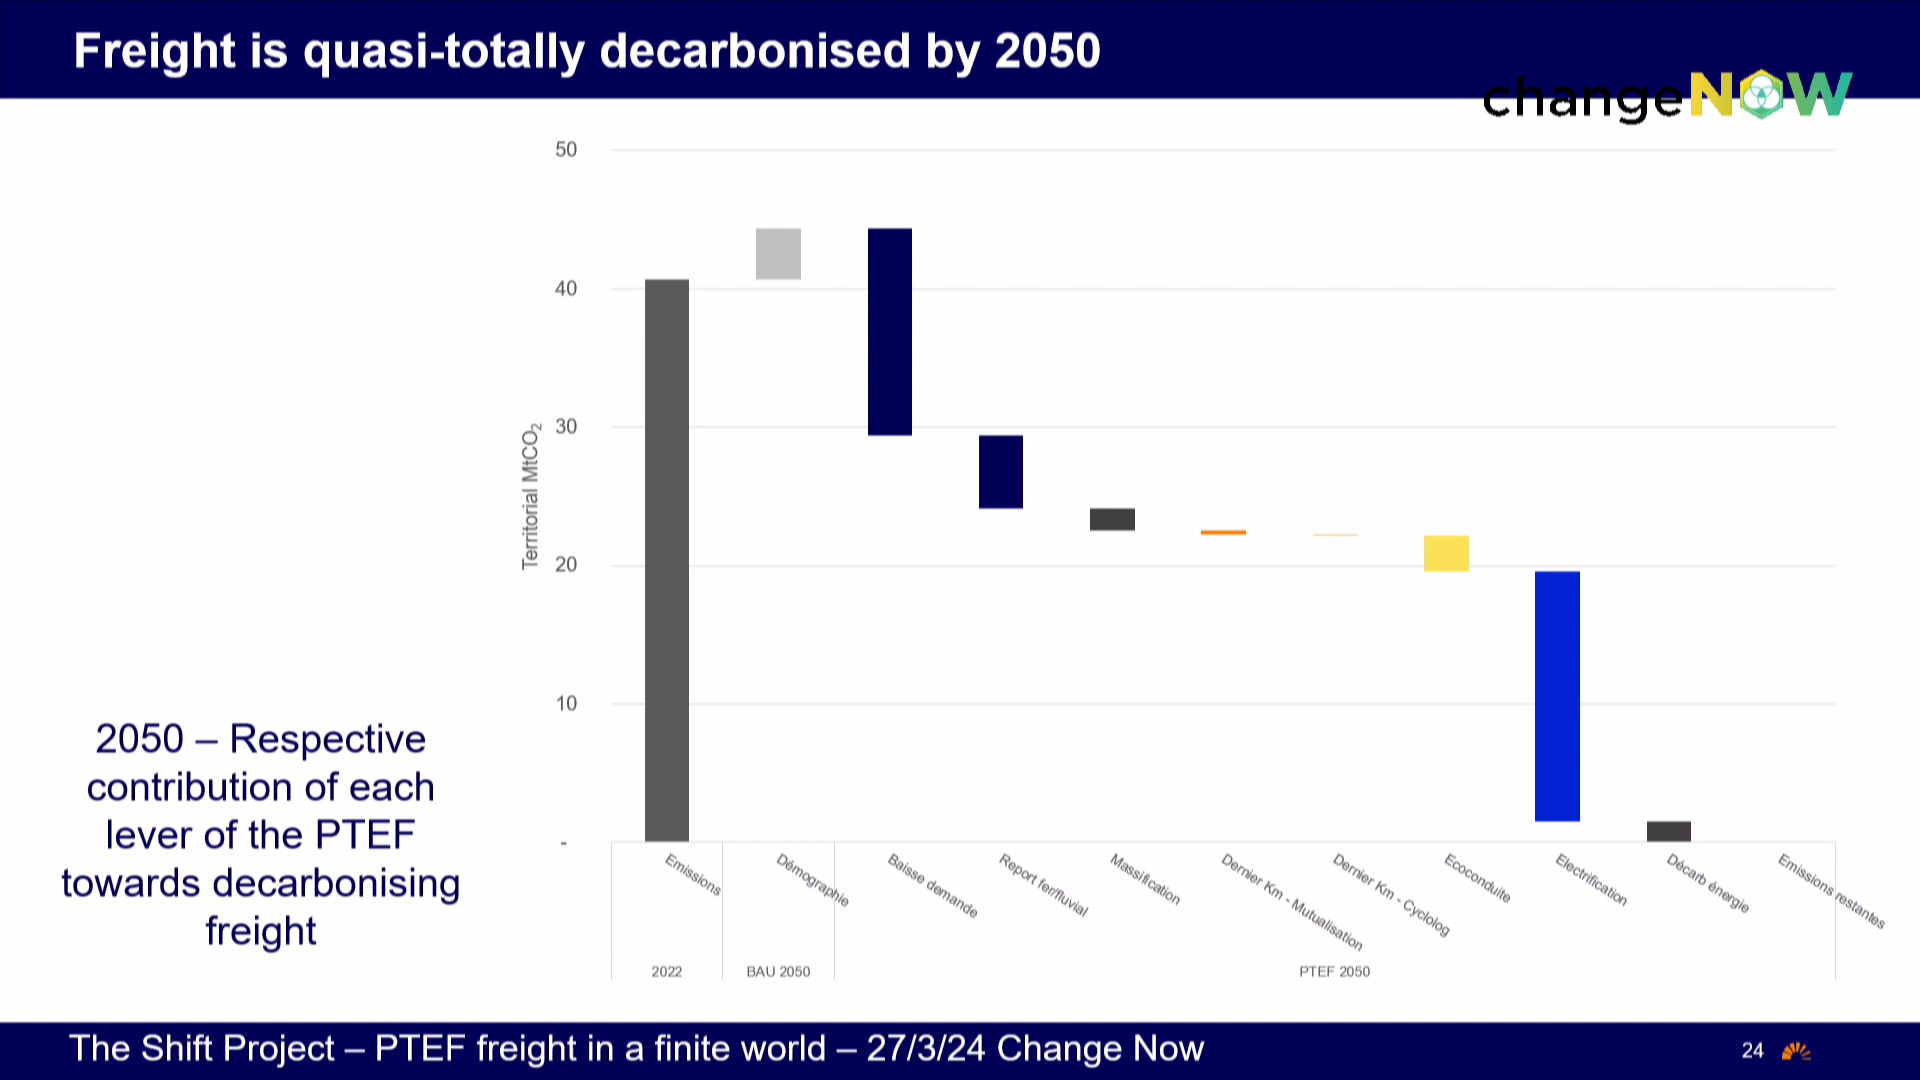 Freight is quasi-totally decarbonised by 2050
changeNOW
50
40
30
20
10
-
Territorial MtCO₂
2050 – Respective
contribution of each
lever of the PTEF
towards decarbonising
freight
Emissions
Démographie
Baisse demande
Report fer/fluvial
Massification
Dernier Km - Mutualisation
Dernier Km - Cyclolog
Ecoconduite
Electrification
Décarb énergie
Emissions restantes
2022
BAU 2050
PTEF 2050
The Shift Project – PTEF freight in a finite world – 27/3/24 Change Now
24